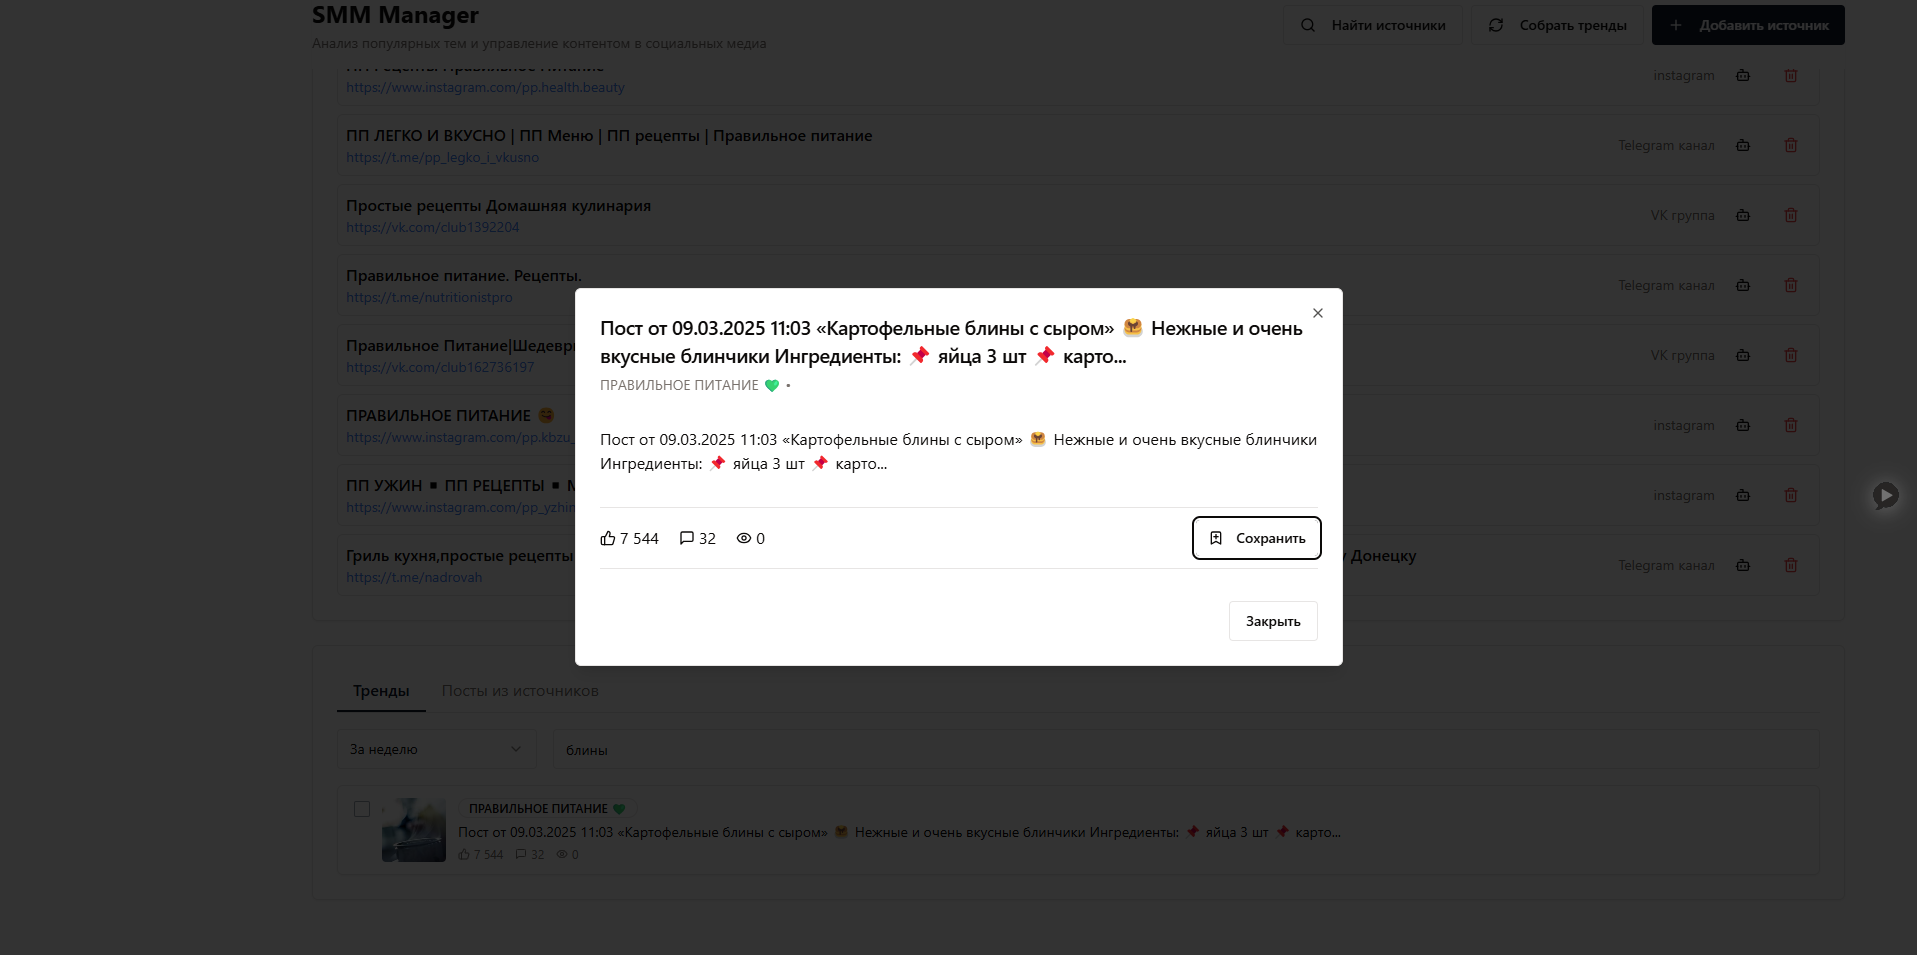 SMM Manager
Анализ популярных тем и управление контентом в социальных медиа
Найти источники
Собрать тренды
Добавить источник
ПП Рецепты Правильное Питание
https://www.instagram.com/pp.health.beauty
instagram
ПП ЛЕГКО И ВКУСНО | ПП Меню | ПП рецепты | Правильное питание
https://t.me/pp_legko_i_vkusno
Telegram канал
Простые рецепты Домашняя кулинария
https://vk.com/club1392204
VK группа
Правильное питание. Рецепты.
https://t.me/nutritionistpro
Telegram канал
Правильное Питание|Шедевр
https://vk.com/club162736197
VK группа
ПРАВИЛЬНОЕ ПИТАНИЕ 😋
https://www.instagram.com/pp.kbzu_
instagram
ПП УЖИН ▪ ПП РЕЦЕПТЫ ▪
https://www.instagram.com/pp_yzhin
instagram
Гриль кухня,простые рецепты
у Донецку
https://t.me/nadrovah
Telegram канал
Пост от 09.03.2025 11:03 «Картофельные блины с сыром» 🥞 Нежные и очень
вкусные блинчики Ингредиенты: 📌 яйца 3 шт 📌 карто...
ПРАВИЛЬНОЕ ПИТАНИЕ 💚 •
Пост от 09.03.2025 11:03 «Картофельные блины с сыром» 🥞 Нежные и очень вкусные блинчики
Ингредиенты: 📌 яйца 3 шт 📌 карто...
7 544 32 0
Сохранить
Закрыть
Тренды
Посты из источников
За неделю
блины
ПРАВИЛЬНОЕ ПИТАНИЕ 💚
Пост от 09.03.2025 11:03 «Картофельные блины с сыром» 🥞 Нежные и очень вкусные блинчики Ингредиенты: 📌 яйца 3 шт 📌 карто...
7 544 32 0